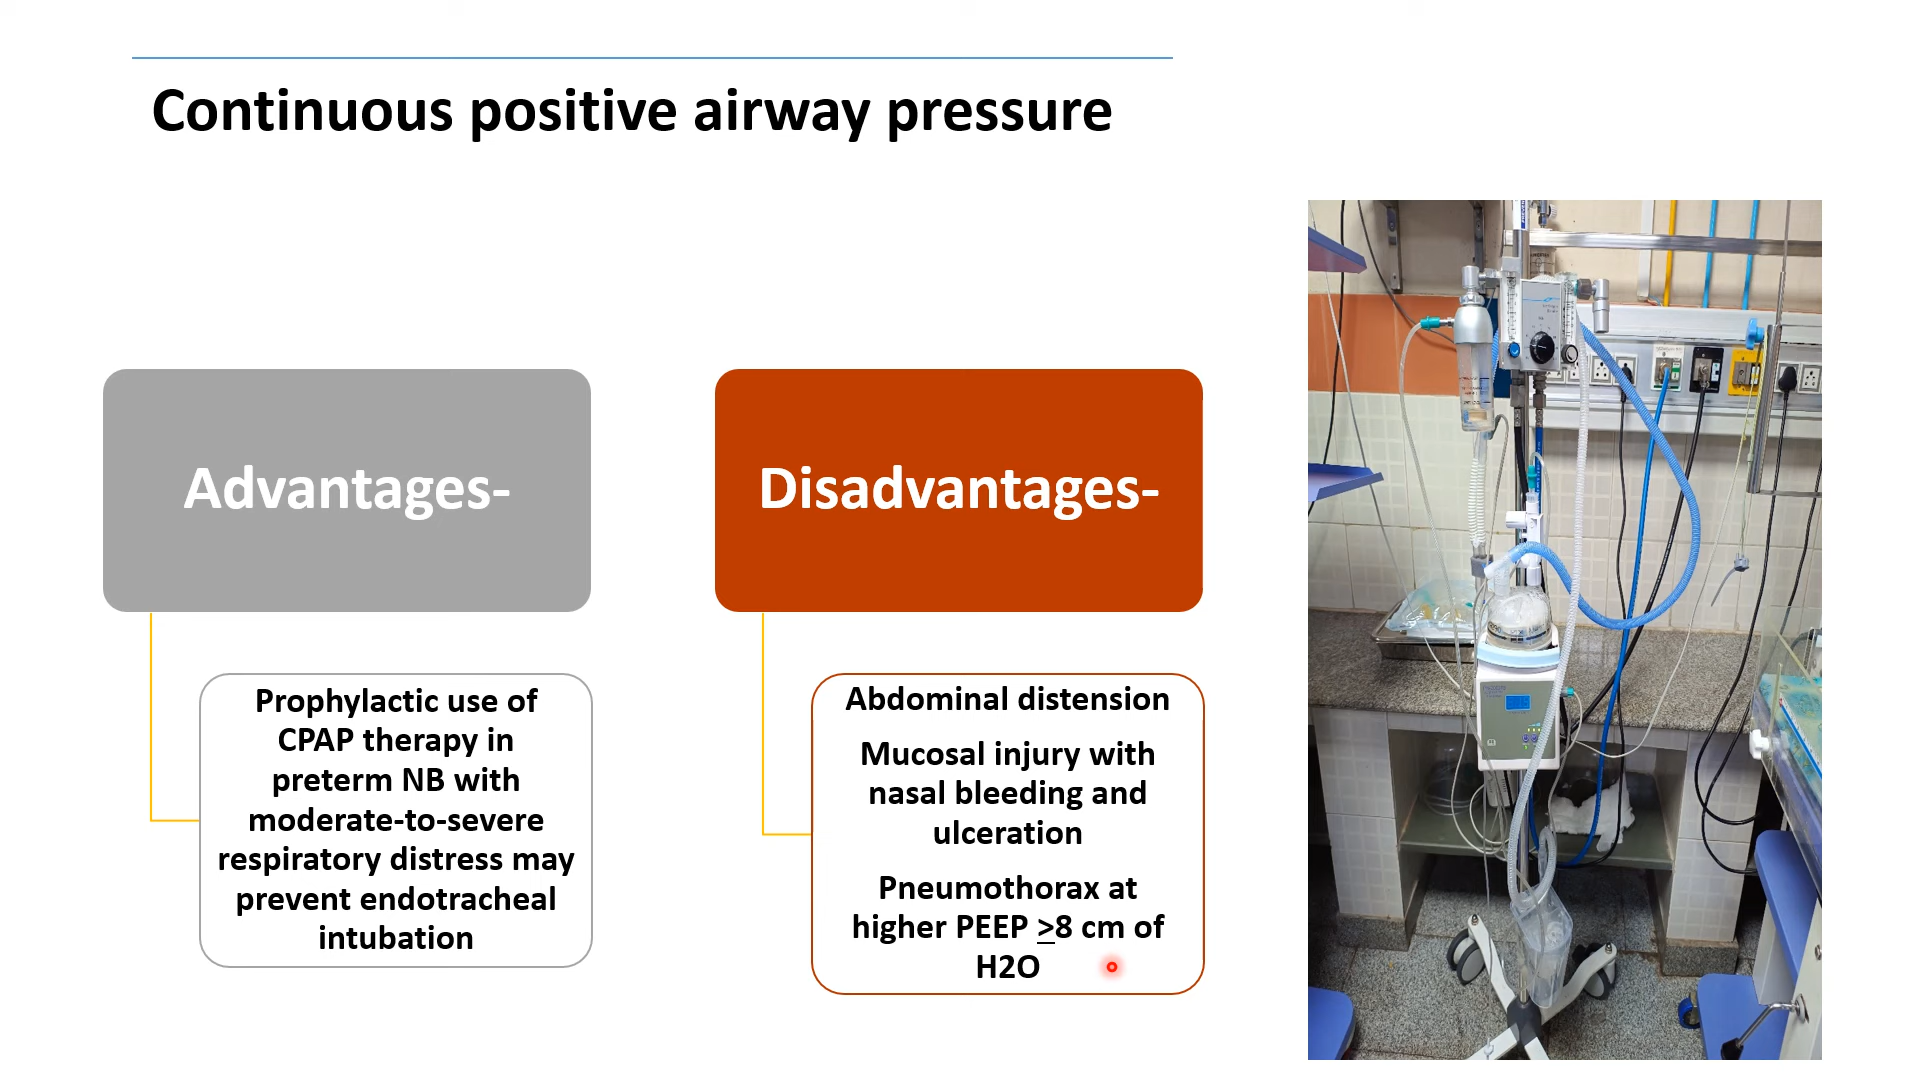 Continuous positive airway pressure
Advantages-
Prophylactic use of
CPAP therapy in
preterm NB with
moderate-to-severe
respiratory distress may
prevent endotracheal
intubation
Disadvantages-
Abdominal distension
Mucosal injury with
nasal bleeding and
ulceration
Pneumothorax at
higher PEEP >8 cm of
H2O